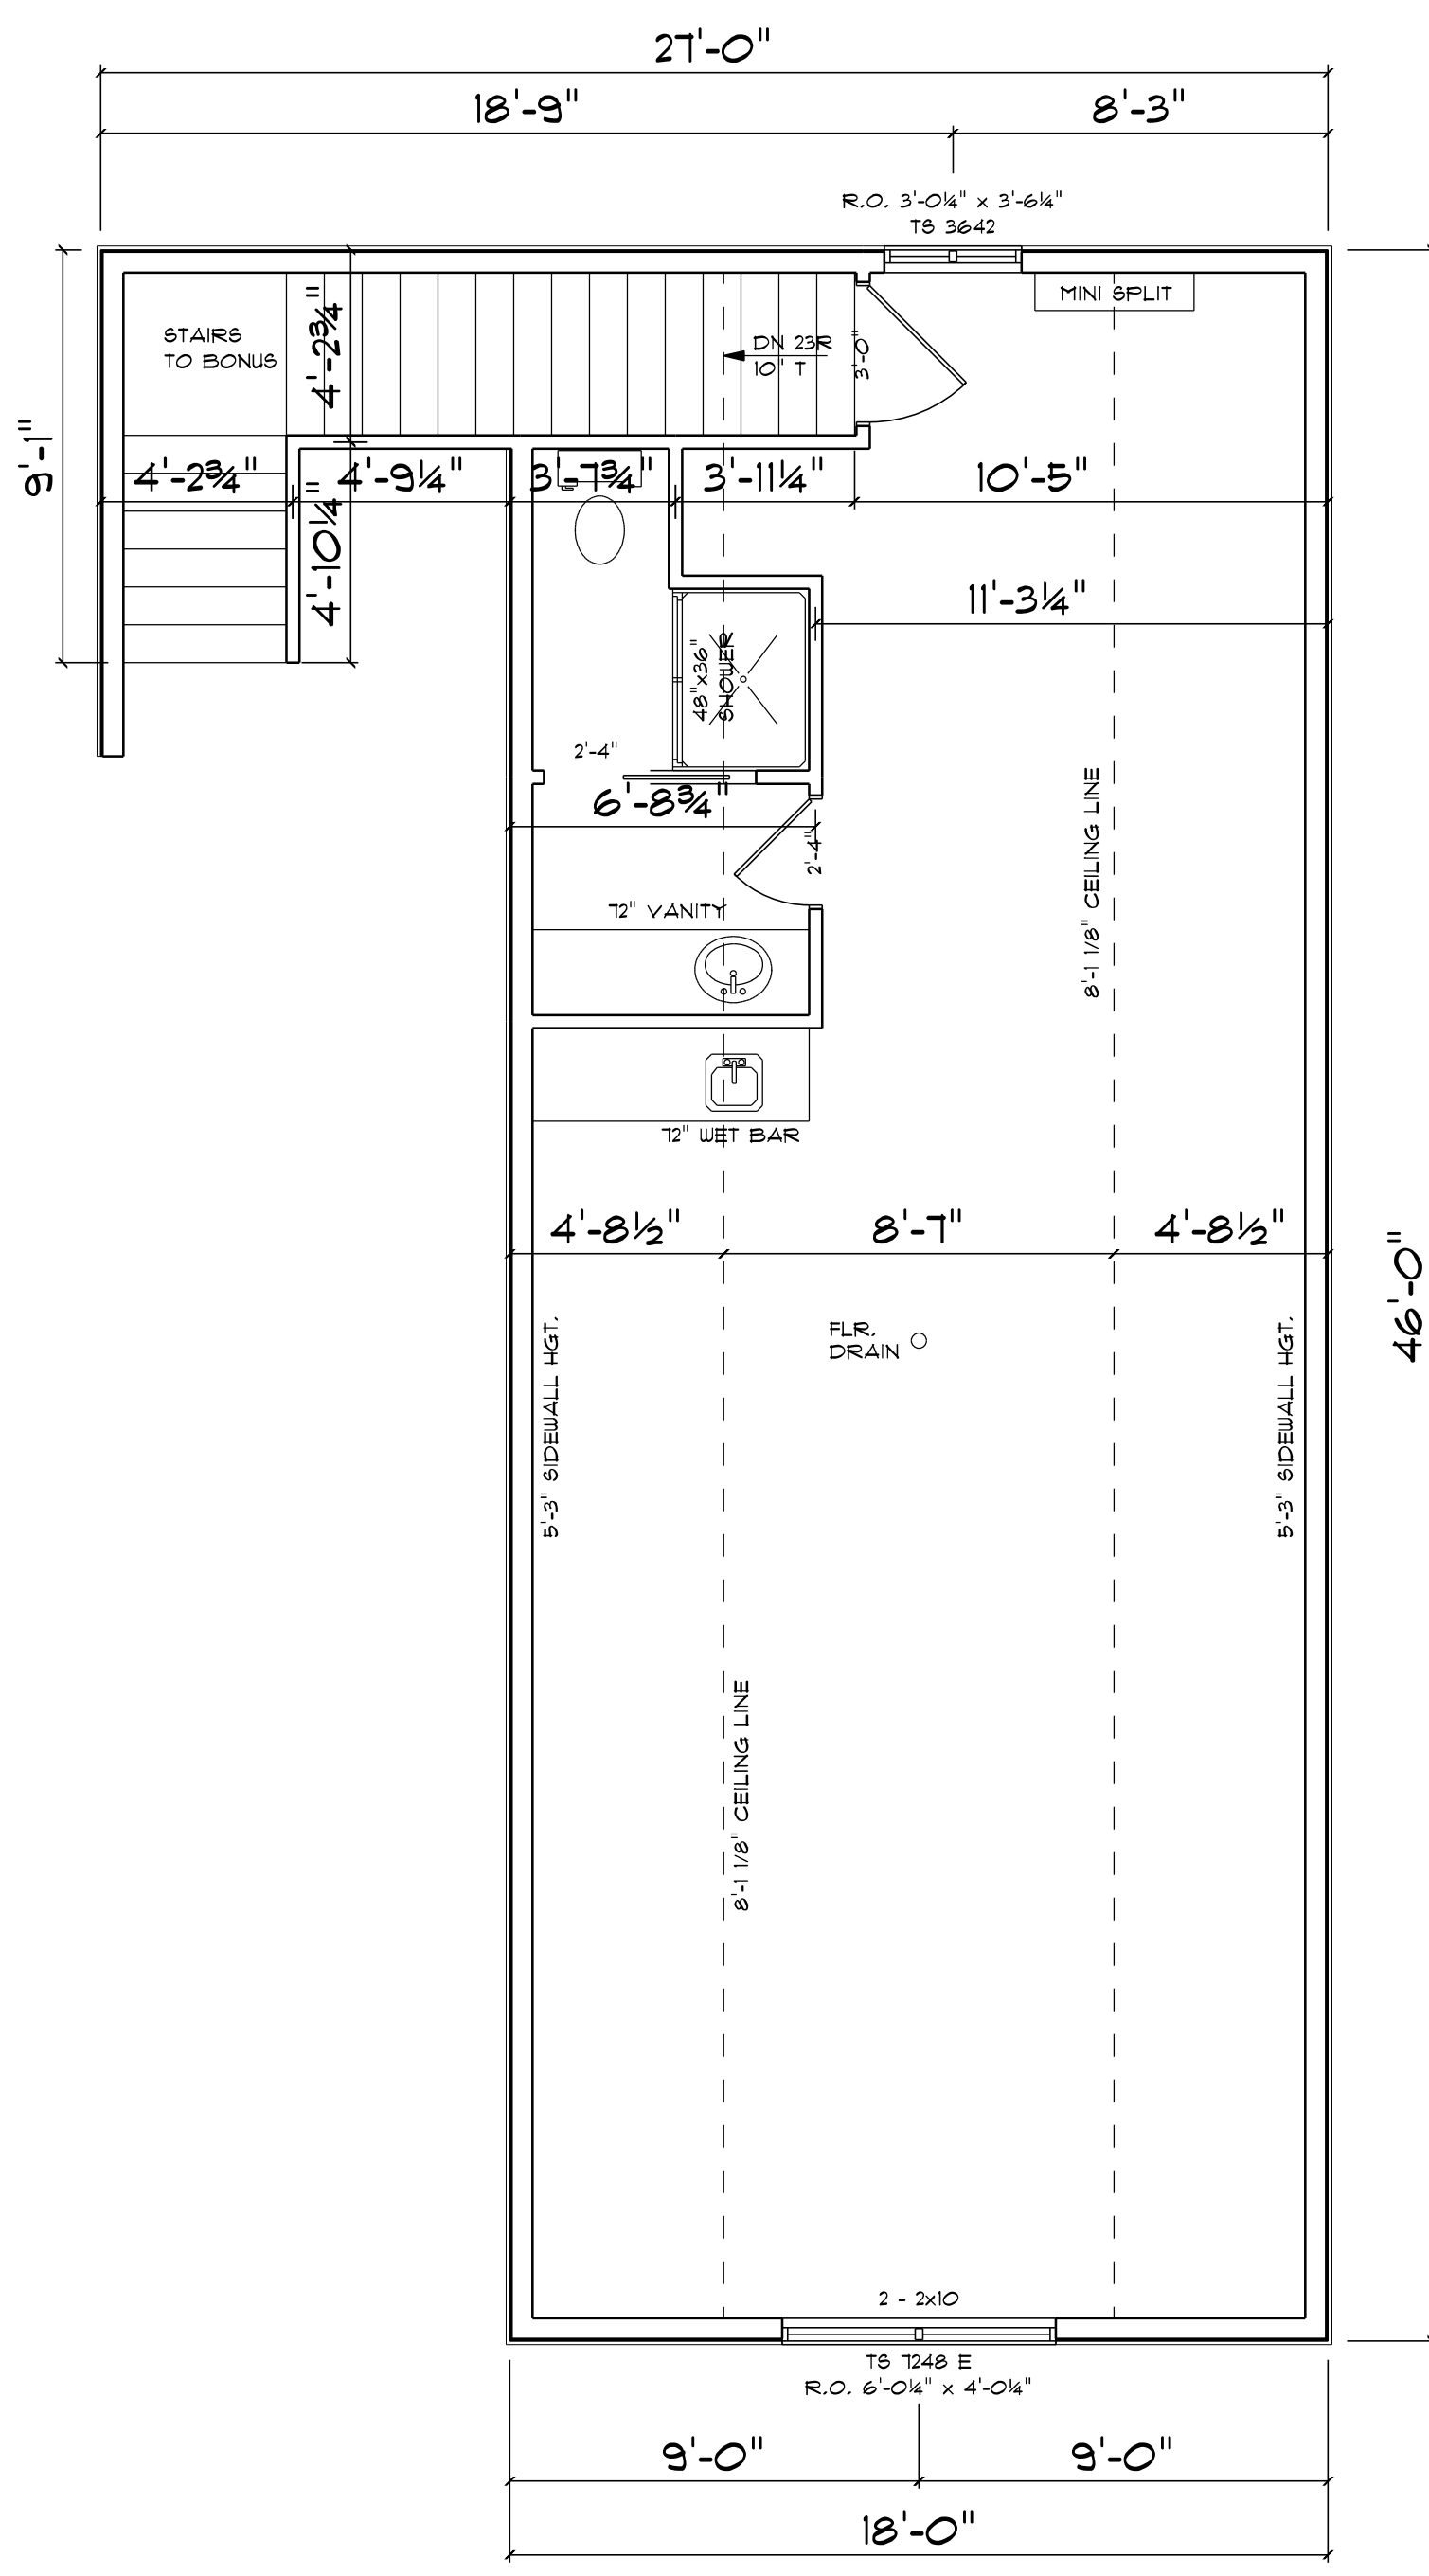 27'-0"
18'-9"
8'-3"
R.O. 3'-0¼" x 3'-6¼"
TS 3642
MINI SPLIT
STAIRS
TO BONUS
4'-2¾"
DN 23R
10" T
3'-0"
9'-1"
4'-2¾"
4'-9¼"
3'-7¾"
3'-11¼"
10'-5"
4'-10¼"
11'-3¼"
48"x36"
SHOWER
2'-4"
6'-8¾"
2'-4"
8'-1 1/8" CEILING LINE
72" VANITY
72" WET BAR
4'-8½"
8'-7"
4'-8½"
46'-0"
FLR.
DRAIN
5'-3" SIDEWALL HGT.
5'-3" SIDEWALL HGT.
8'-1 1/8" CEILING LINE
2 - 2x10
TS 7248 E
R.O. 6'-0¼" x 4'-0¼"
9'-0"
9'-0"
18'-0"